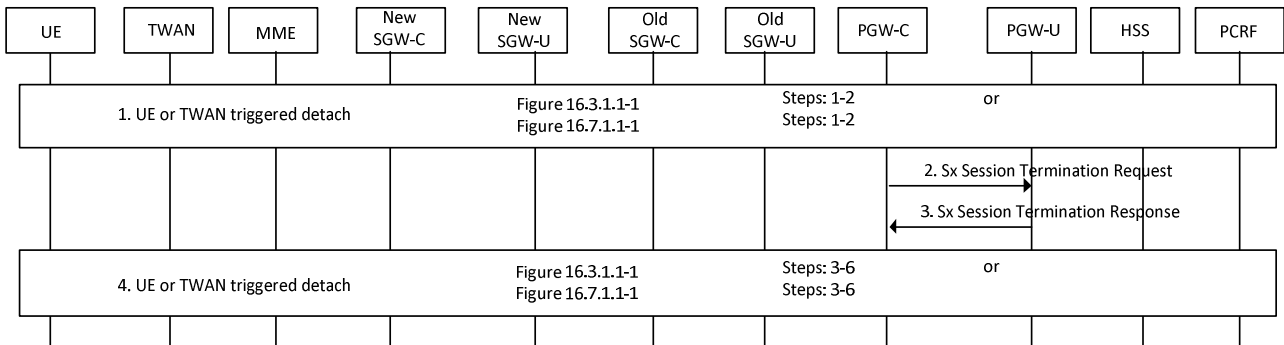 UE
TWAN
MME
New
SGW-C
New
SGW-U
Old
SGW-C
Old
SGW-U
PGW-C
PGW-U
HSS
PCRF
1. UE or TWAN triggered detach
Figure 16.3.1.1-1
Steps: 1-2
or
Figure 16.7.1.1-1
Steps: 1-2
2. Sx Session Termination Request
3. Sx Session Termination Response
4. UE or TWAN triggered detach
Figure 16.3.1.1-1
Steps: 3-6
or
Figure 16.7.1.1-1
Steps: 3-6